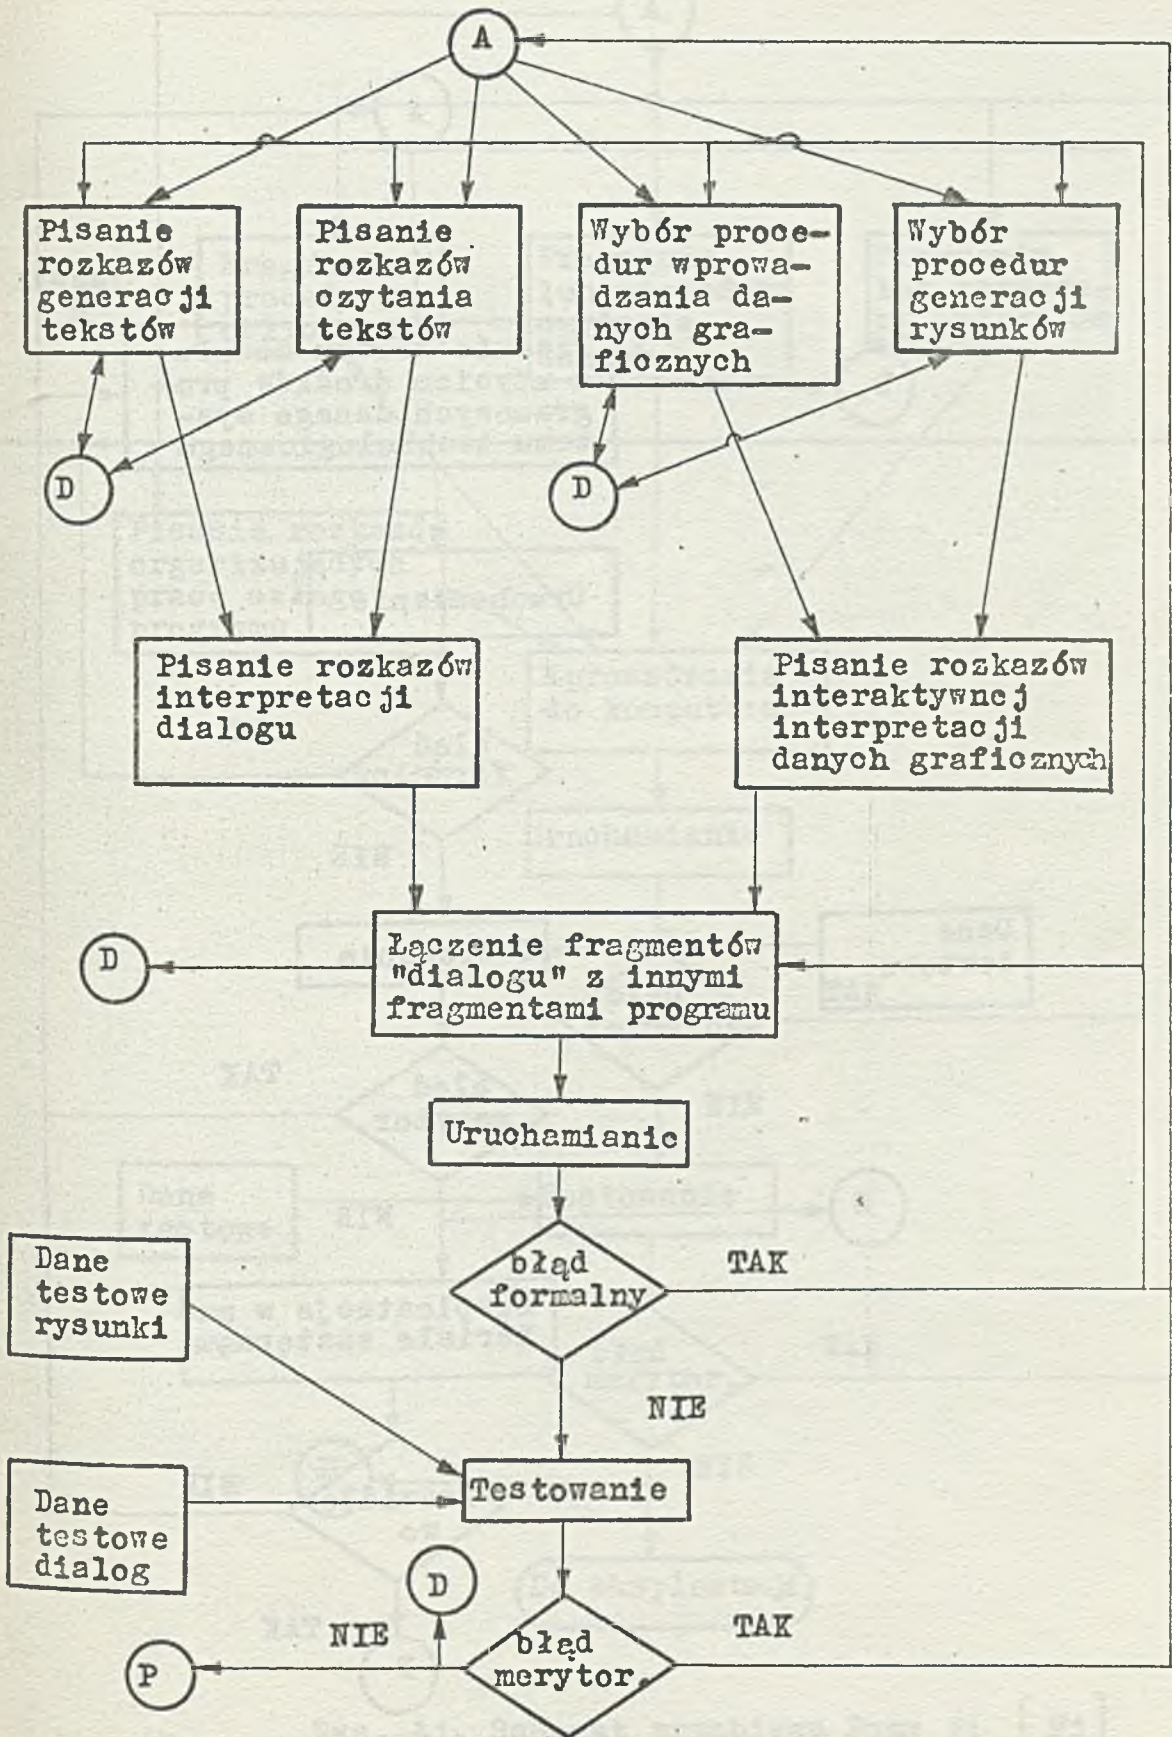 A
Pisanie
rozkazów
generacji
tekstów
Pisanie
rozkazów
czytania
tekstów
Wybór proce-
dur wprowa-
dzania da-
nych gra-
ficznych
Wybór
procedur
generacji
rysunków
D
D
Pisanie rozkazów
interpretacji
dialogu
Pisanie rozkazów
interaktywnej
interpretacji
danych graficznych
D
Łączenie fragmentów
"dialogu" z innymi
fragmentami programu
Uruchamianie
Dane
testowe
rysunki
błąd
formalny
TAK
NIE
Dane
testowe
dialog
Testowanie
D
NIE
P
błąd
merytor.
TAK